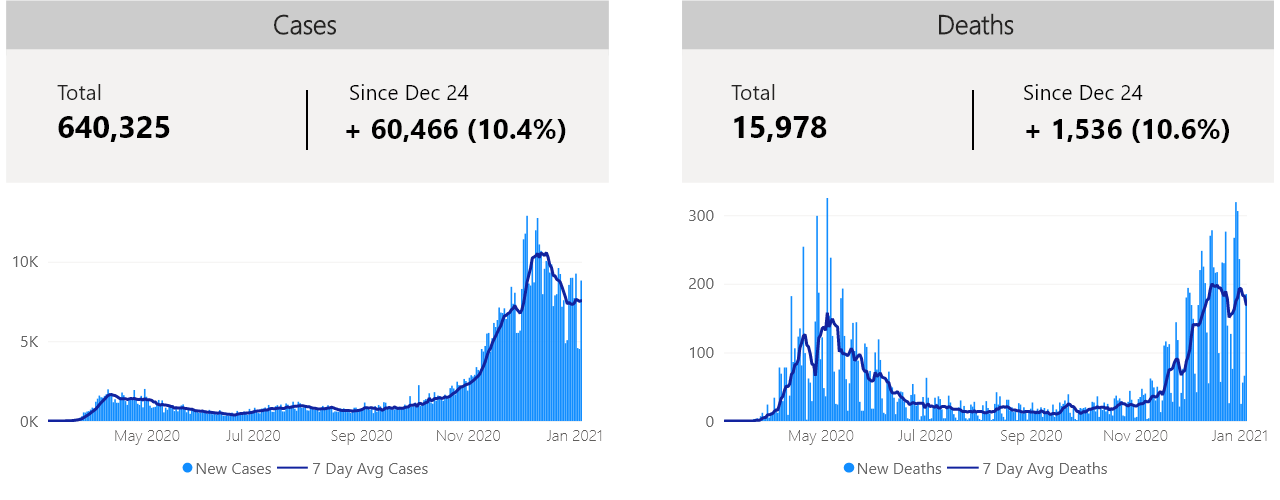 Cases
Total
Since Dec 24
640,325
+ 60,466 (10.4%)
10K
5K
0K
May 2020
Jul 2020
Sep 2020
Nov 2020
Jan 2021
New Cases
7 Day Avg Cases
Deaths
Total
Since Dec 24
15,978
+ 1,536 (10.6%)
300
200
100
0
May 2020
Jul 2020
Sep 2020
Nov 2020
Jan 2021
New Deaths
7 Day Avg Deaths